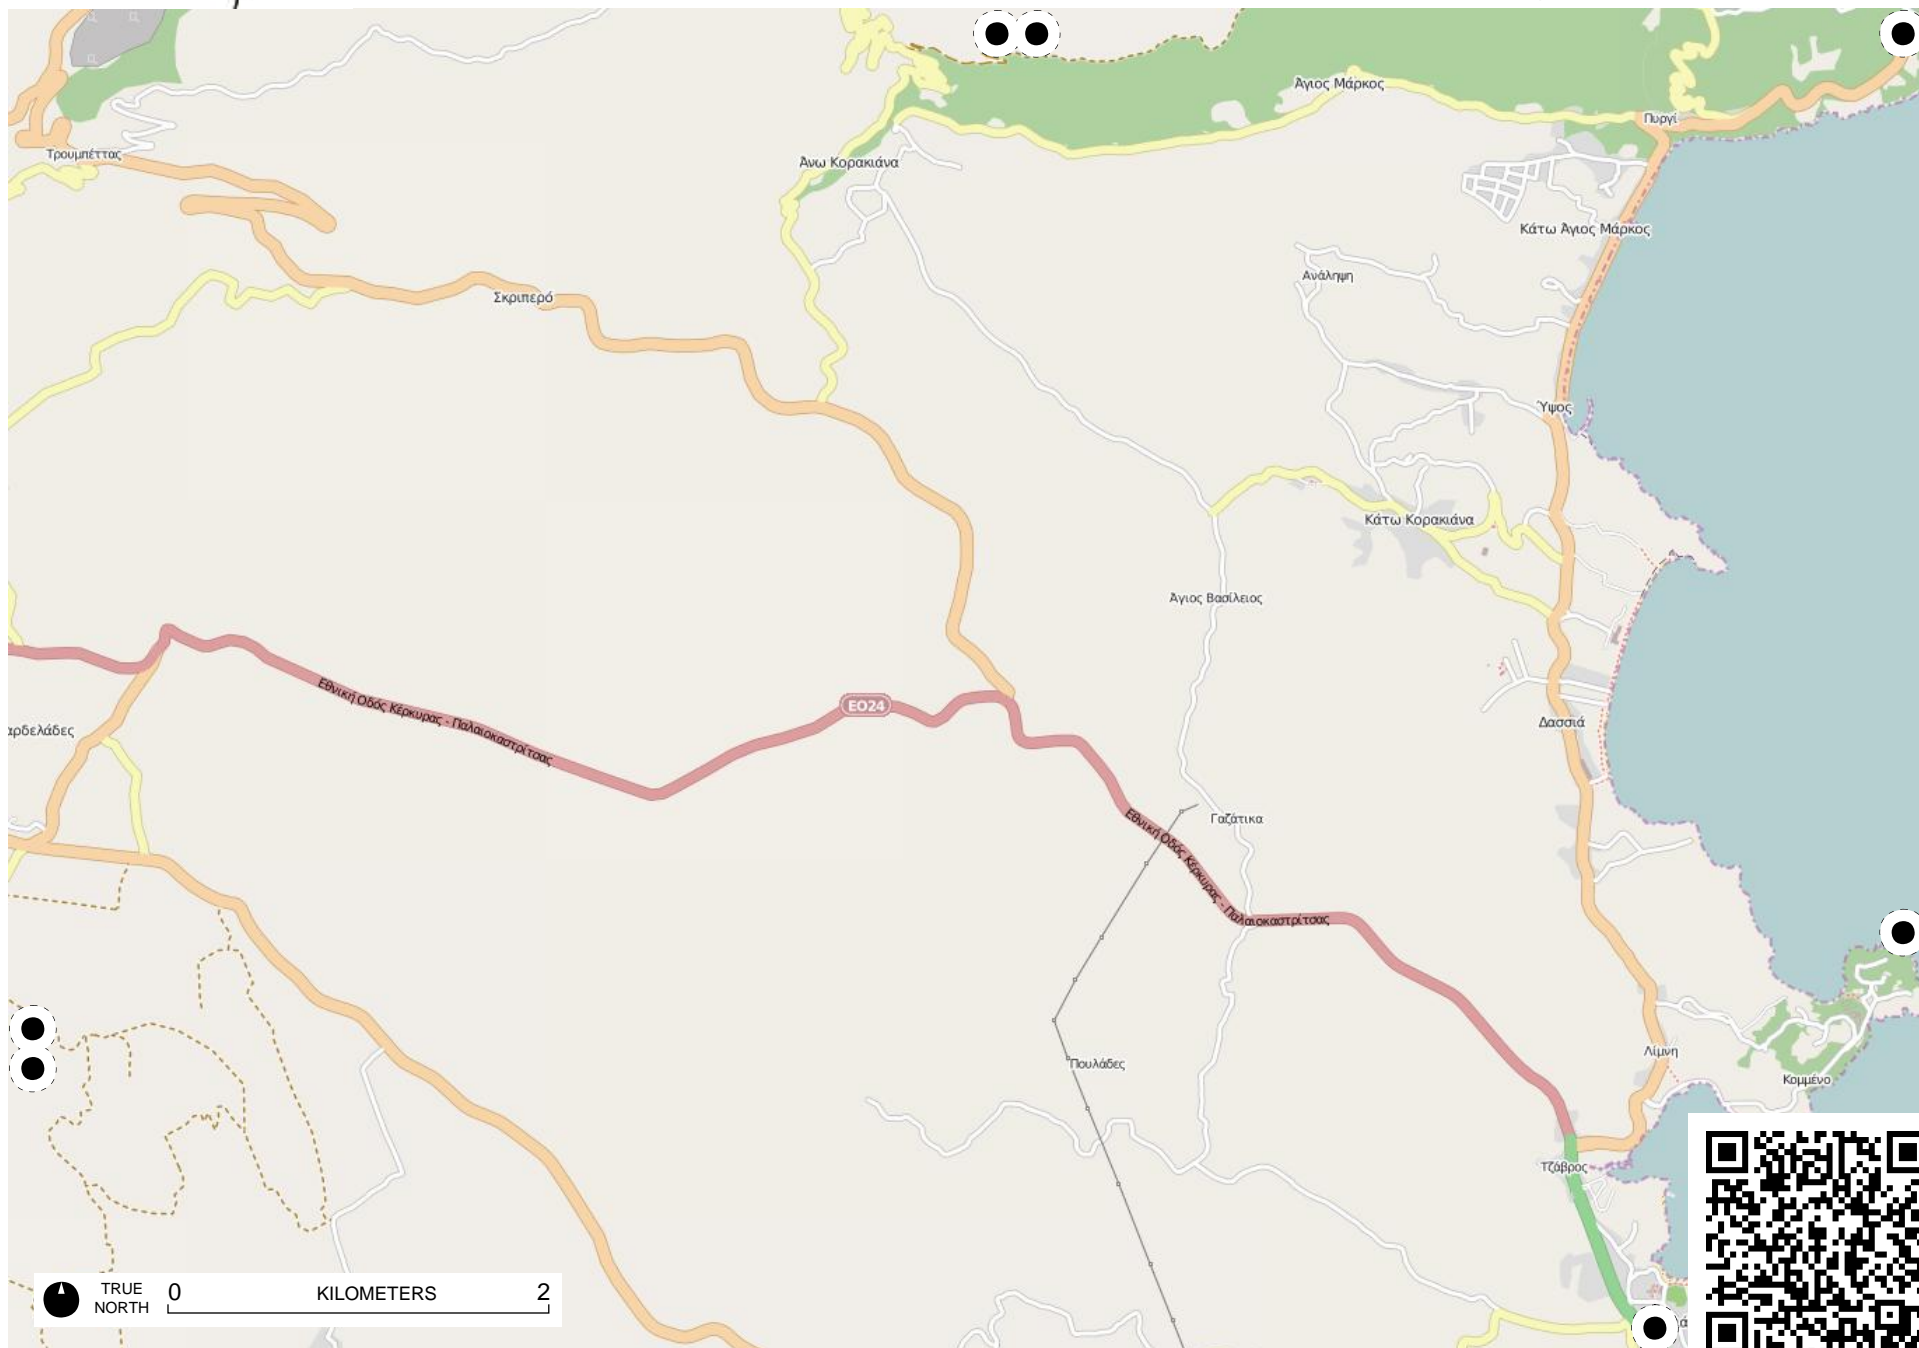 Άγιος Μάρκος
Πυργί
Τρουμπέττας
Άνω Κορακιάνα
Κάτω Άγιος Μάρκος
Ανάληψη
Σκριπερό
Ύψος
Κάτω Κορακιάνα
Άγιος Βασίλειος
Εθνική Οδός Κέρκυρας - Παλαιοκαστρίτσας
ΕΟ24
αρδελάδες
Δασσιά
Γαζάτικα
Εθνική Οδός Κέρκυρας - Παλαιοκαστρίτσας
Λίμνη
Πουλάδες
Κομμένο
Τζάβρος
TRUE
NORTH
0 KILOMETERS 2